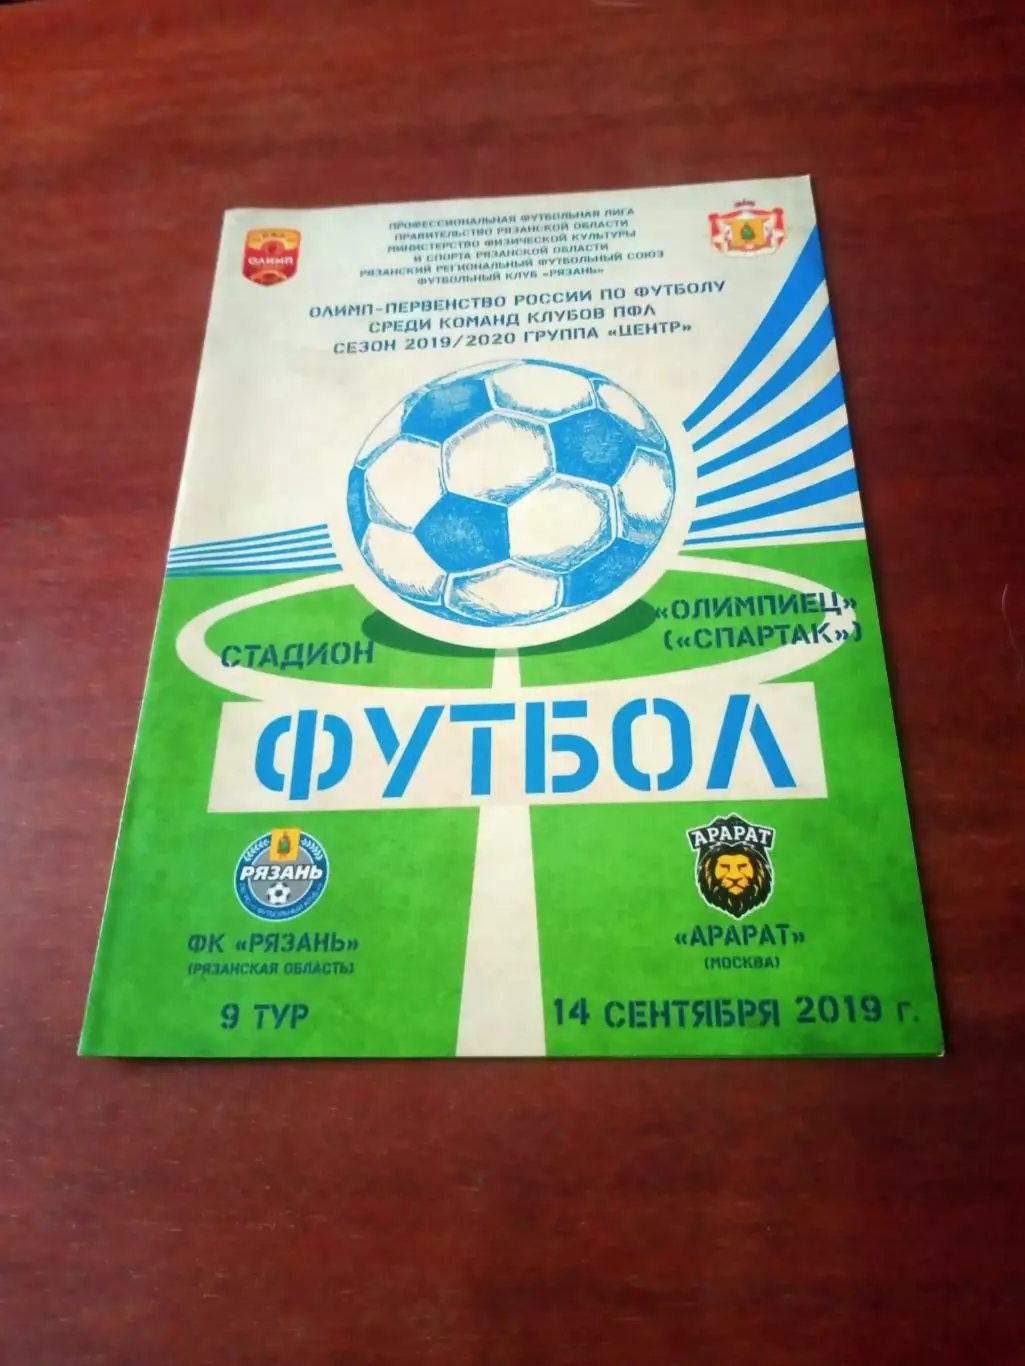 ПРОФЕССИОНАЛЬНАЯ ФУТБОЛЬНАЯ ЛИГА
ПРАВИТЕЛЬСТВО РЯЗАНСКОЙ ОБЛАСТИ
МИНИСТЕРСТВО ФИЗИЧЕСКОЙ КУЛЬТУРЫ
И СПОРТА РЯЗАНСКОЙ ОБЛАСТИ
РЯЗАНСКИЙ РЕГИОНАЛЬНЫЙ ФУТБОЛЬНЫЙ СОЮЗ
ФУТБОЛЬНЫЙ КЛУБ «РЯЗАНЬ»
ОЛИМП
ОЛИМП-ПЕРВЕНСТВО РОССИИ ПО ФУТБОЛУ
СРЕДИ КОМАНД КЛУБОВ ПФЛ
СЕЗОН 2019/2020 ГРУППА «ЦЕНТР»
СТАДИОН
«ОЛИМПИЕЦ»
(«СПАРТАК»)
ФУТБОЛ
РЯЗАНЬ
ФУТБОЛЬНЫЙ КЛУБ
ФК «РЯЗАНЬ»
(РЯЗАНСКАЯ ОБЛАСТЬ)
АРАРАТ
«АРАРАТ»
(МОСКВА)
9 ТУР
14 СЕНТЯБРЯ 2019 г.